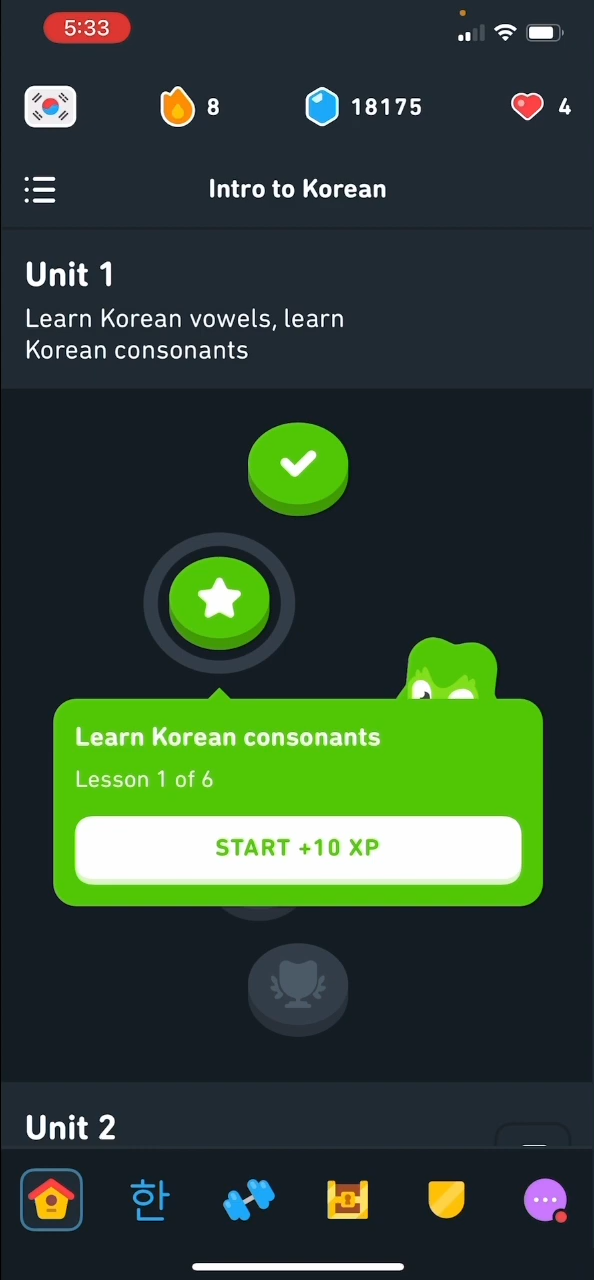 5:33
8
18175
4
Intro to Korean
Unit 1
Learn Korean vowels, learn
Korean consonants
Learn Korean consonants
Lesson 1 of 6
START +10 XP
Unit 2
한